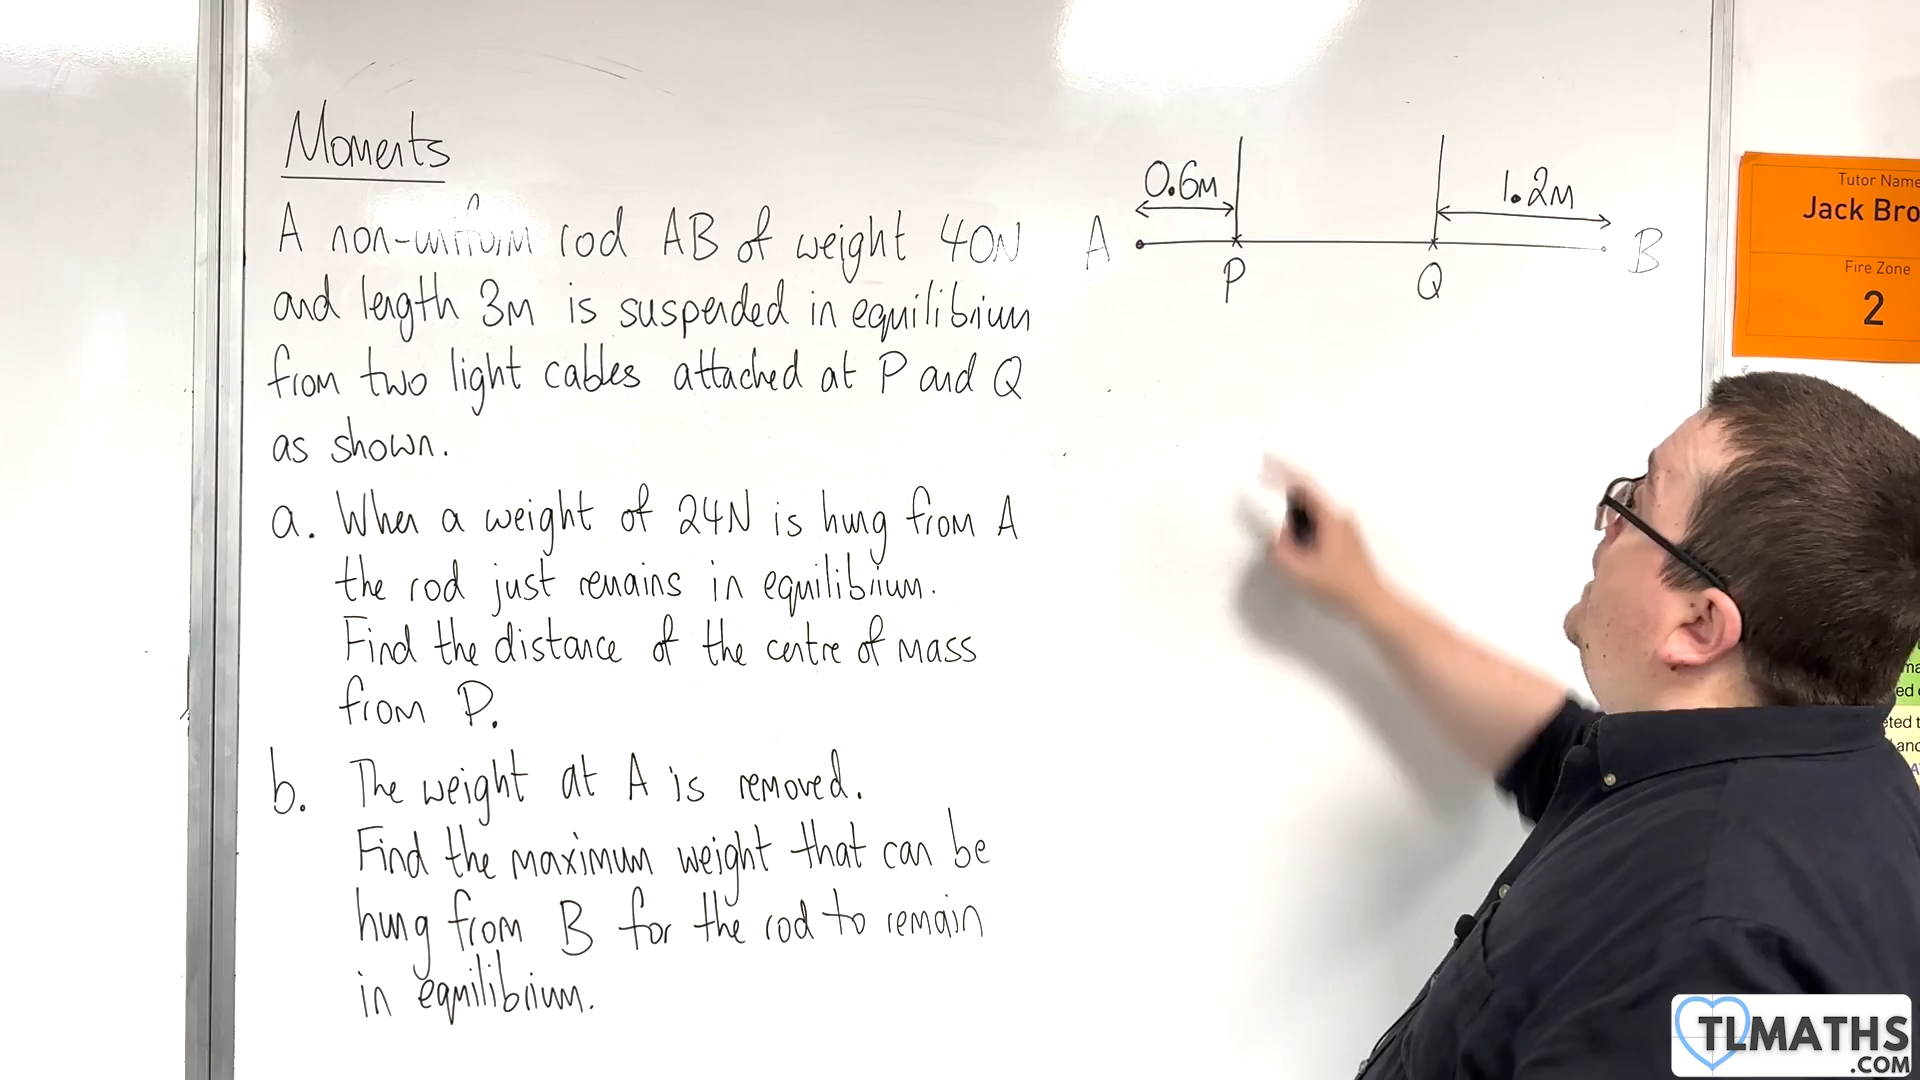 Moments
A non-uniform rod AB of weight 40N
and length 3m is suspended in equilibrium
from two light cables attached at P and Q
as shown.
a. When a weight of 24N is hung from A
the rod just remains in equilibrium.
Find the distance of the centre of mass
from P.
b. The weight at A is removed.
Find the maximum weight that can be
hung from B for the rod to remain
in equilibrium.
0.6m 1.2m
A B
P Q
Tutor Name
Jack Bro
Fire Zone
2
TLMATHS
.COM